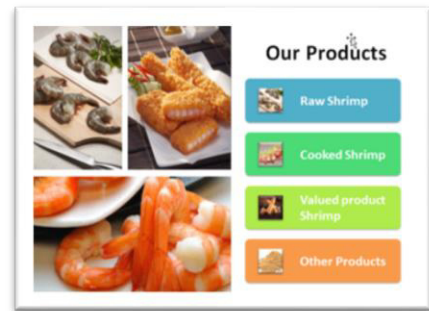 Our Products
Raw Shrimp
Cooked Shrimp
Valued product
Shrimp
Other Products